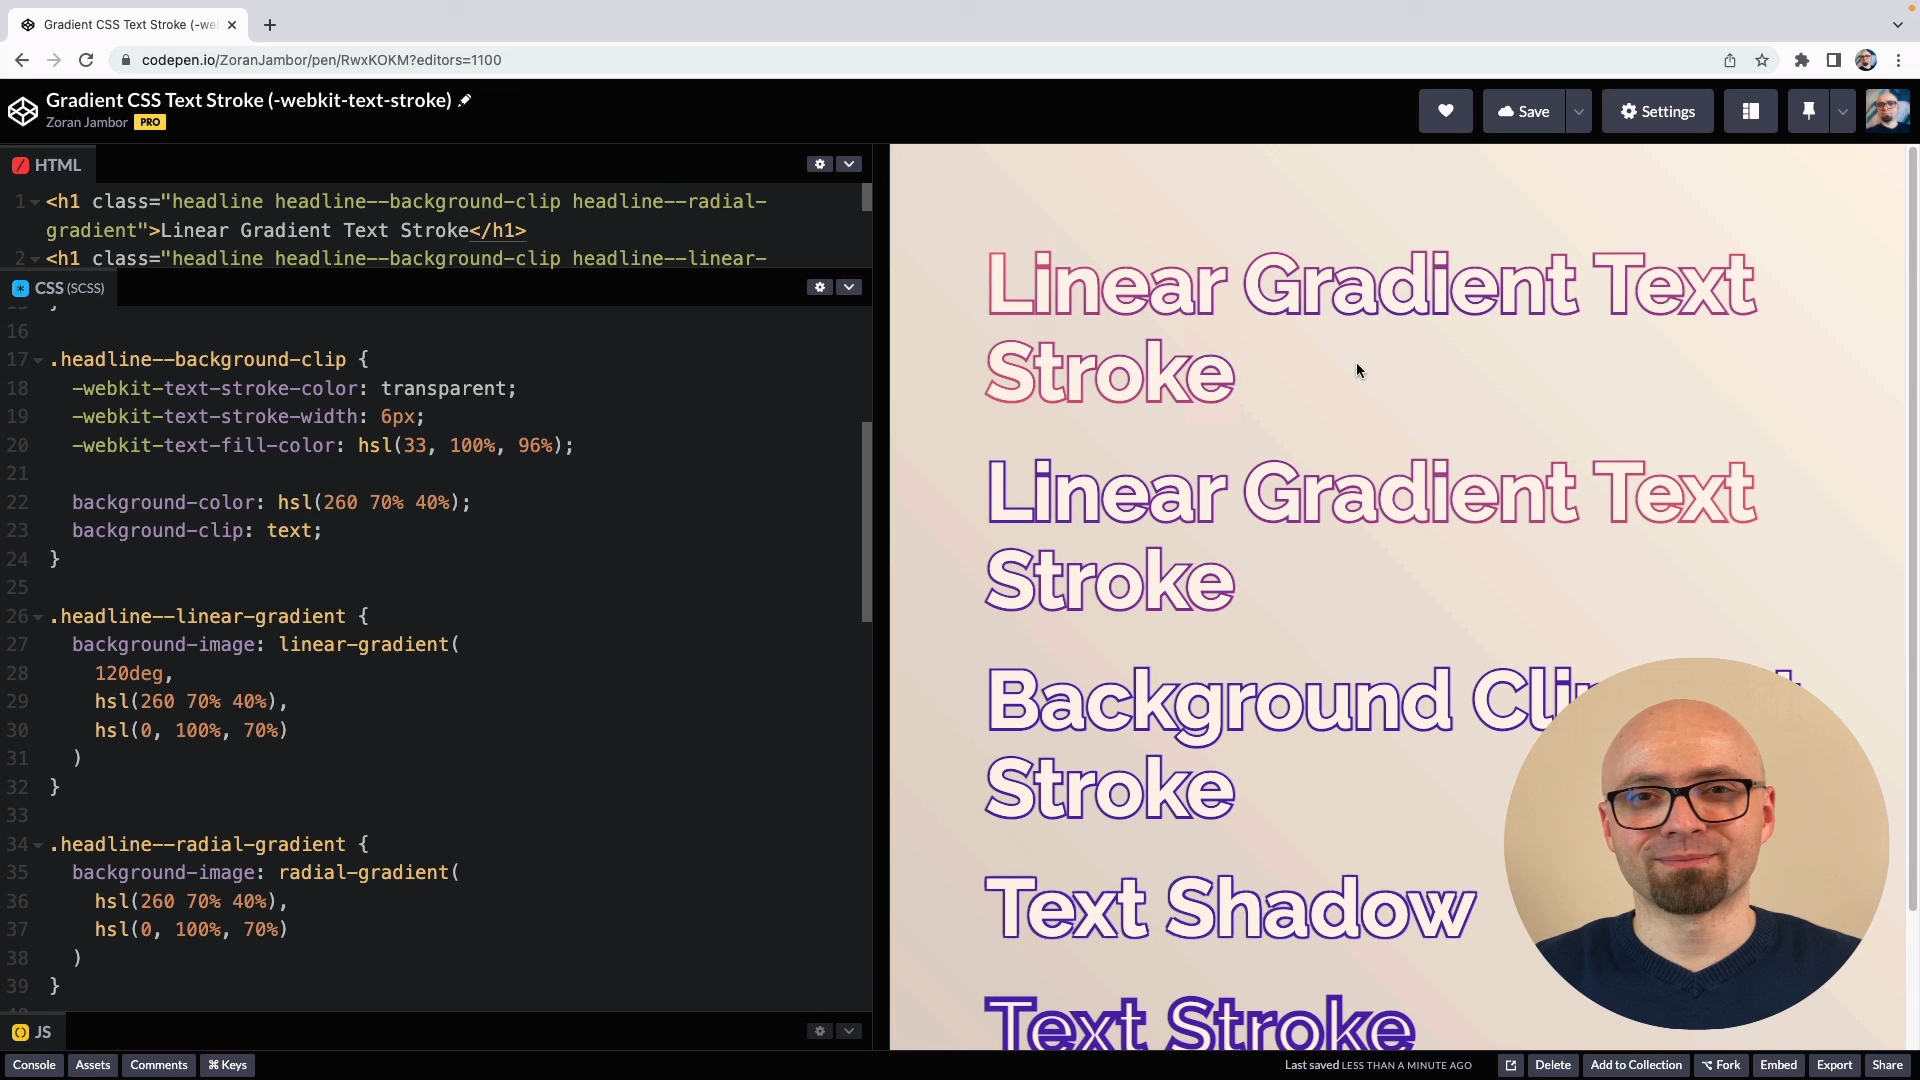 Gradient CSS Text Stroke (-we
codepen.io/ZoranJambor/pen/RwxKOKM?editors=1100
Gradient CSS Text Stroke (-webkit-text-stroke)
Zoran Jambor PRO
Save
Settings
HTML
1 <h1 class="headline headline--background-clip headline--radial-
gradient">Linear Gradient Text Stroke</h1>
2 <h1 class="headline headline--background-clip headline--linear-
CSS (SCSS)
15 }
16
17 .headline--background-clip {
18 -webkit-text-stroke-color: transparent;
19 -webkit-text-stroke-width: 6px;
20 -webkit-text-fill-color: hsl(33, 100%, 96%);
21
22 background-color: hsl(260 70% 40%);
23 background-clip: text;
24 }
25
26 .headline--linear-gradient {
27 background-image: linear-gradient(
28 120deg,
29 hsl(260 70% 40%),
30 hsl(0, 100%, 70%)
31 )
32 }
33
34 .headline--radial-gradient {
35 background-image: radial-gradient(
36 hsl(260 70% 40%),
37 hsl(0, 100%, 70%)
38 )
39 }
JS
Linear Gradient Text
Stroke
Linear Gradient Text
Stroke
Background
Stroke
Text Shadow
Text Stroke
Console Assets Comments ⌘ Keys
Last saved LESS THAN A MINUTE AGO
Delete Add to Collection ⌥ Fork Embed Export Share